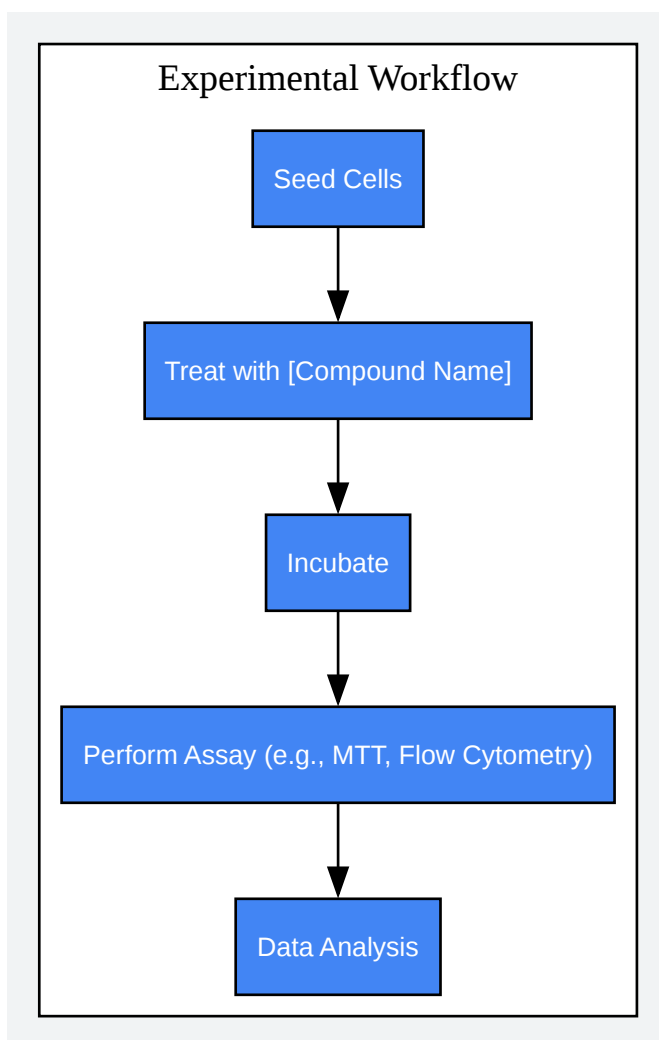 Experimental Workflow
Seed Cells
Treat with [Compound Name]
Incubate
Perform Assay (e.g., MTT, Flow Cytometry)
Data Analysis